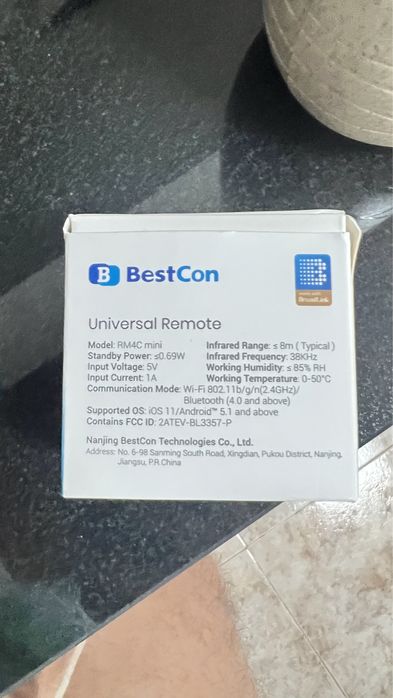 B BestCon
works with
BroadLink
Universal Remote
Model: RM4C mini
Standby Power: ≤0.69W
Input Voltage: 5V
Input Current: 1A
Infrared Range: ≤ 8m ( Typical )
Infrared Frequency: 38KHz
Working Humidity: ≤ 85% RH
Working Temperature: 0-50°C
Communication Mode: Wi-Fi 802.11b/g/n(2.4GHz)/
Bluetooth (4.0 and above)
Supported OS: iOS 11/Android™ 5.1 and above
Contains FCC ID: 2ATEV-BL3357-P
Nanjing BestCon Technologies Co., Ltd.
Address: No. 6-98 Sanming South Road, Xingdian, Pukou District, Nanjing,
Jiangsu, P.R.China